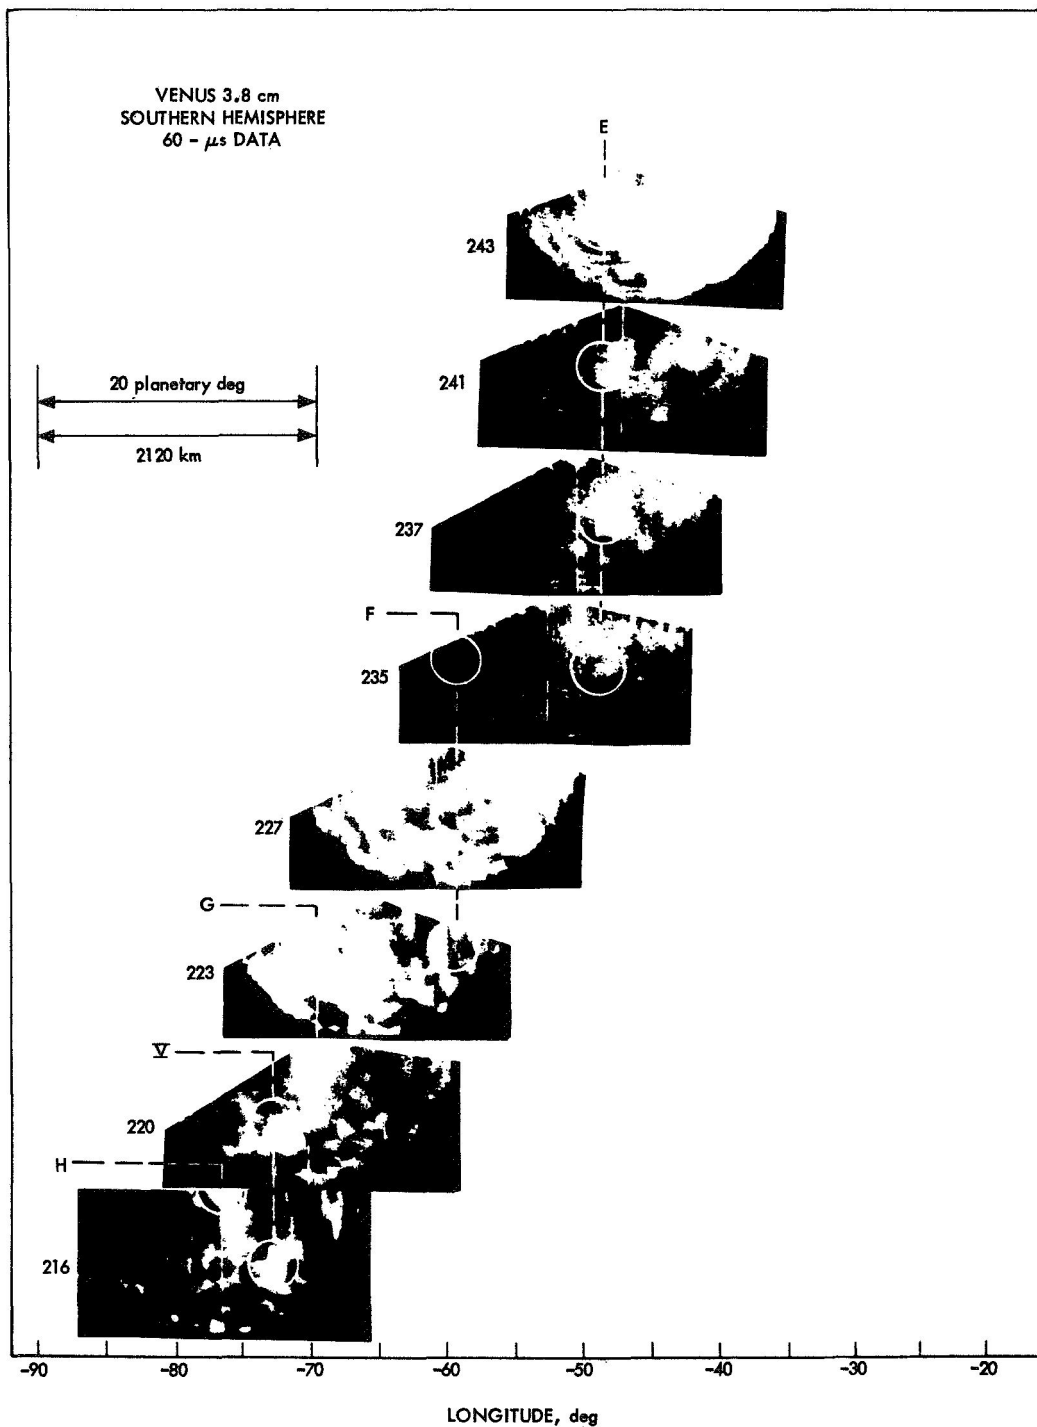 VENUS 3.8 cm
SOUTHERN HEMISPHERE
60 - μs DATA
E
243
241
20 planetary deg
2120 km
237
F
235
227
G
223
V
220
H
216
-90 -80 -70 -60 -50 -40 -30 -20
LONGITUDE, deg